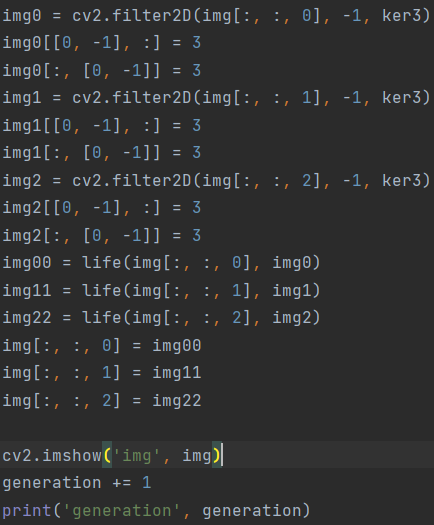 img0 = cv2.filter2D(img[:, :, 0], -1, ker3)
img0[[0, -1], :] = 3
img0[:, [0, -1]] = 3
img1 = cv2.filter2D(img[:, :, 1], -1, ker3)
img1[[0, -1], :] = 3
img1[:, [0, -1]] = 3
img2 = cv2.filter2D(img[:, :, 2], -1, ker3)
img2[[0, -1], :] = 3
img2[:, [0, -1]] = 3
img00 = life(img[:, :, 0], img0)
img11 = life(img[:, :, 1], img1)
img22 = life(img[:, :, 2], img2)
img[:, :, 0] = img00
img[:, :, 1] = img11
img[:, :, 2] = img22
cv2.imshow('img', img)
generation += 1
print('generation', generation)